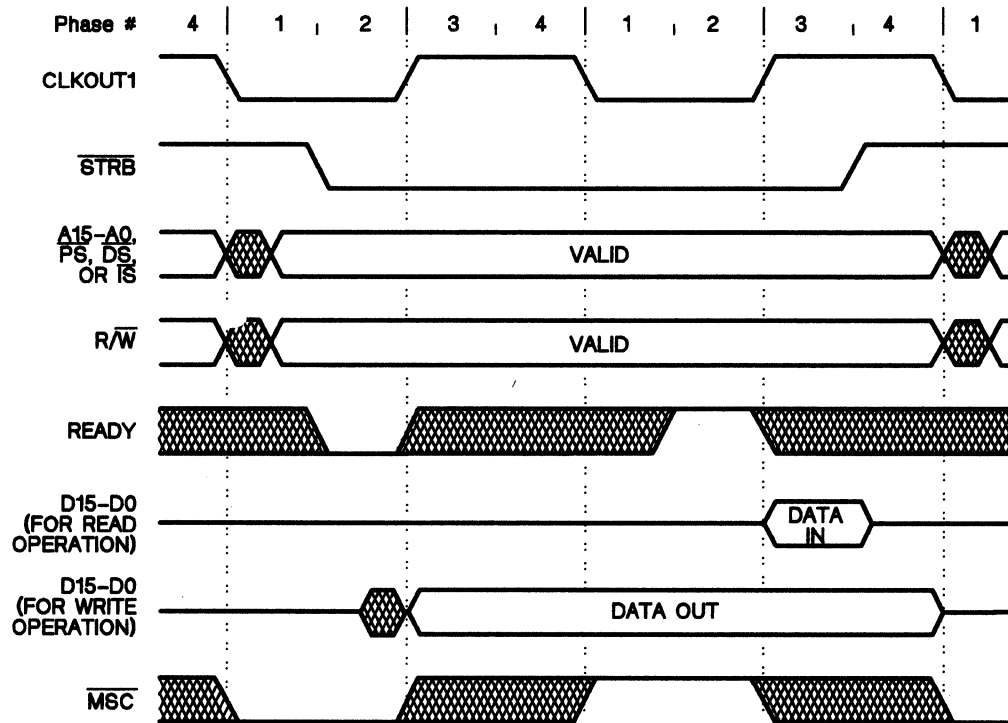 Phase # 4 1 2 3 4 1 2 3 4 1
CLKOUT1
STRB
A15-A0,
PS, DS,
OR IS
VALID
R/W
VALID
READY
D15-D0
(FOR READ
OPERATION)
DATA
IN
D15-D0
(FOR WRITE
OPERATION)
DATA OUT
MSC